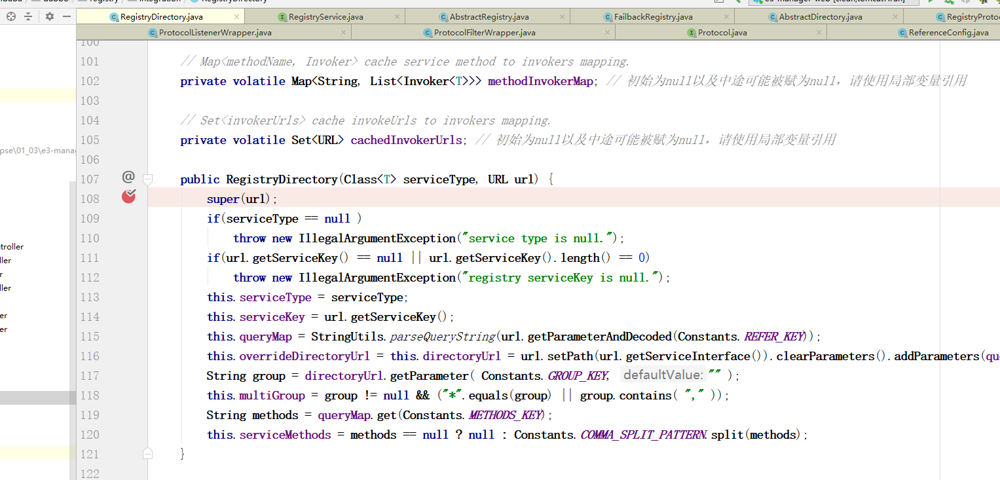 registry
integration
RegistryDirectory
e3-manager-web [clean,tomcat7:run]
RegistryDirectory.java
RegistryService.java
AbstractRegistry.java
FailbackRegistry.java
AbstractDirectory.java
RegistryProto
ProtocolListenerWrapper.java
ProtocolFilterWrapper.java
Protocol.java
ReferenceConfig.java
100
101 // Map<methodName, Invoker> cache service method to invokers mapping.
102 private volatile Map<String, List<Invoker<T>>> methodInvokerMap; // 初始为null以及中途可能被赋为null，请使用局部变量引用
103
104 // Set<invokerUrls> cache invokeUrls to invokers mapping.
105 private volatile Set<URL> cachedInvokerUrls; // 初始为null以及中途可能被赋为null，请使用局部变量引用
106
107 @ public RegistryDirectory(Class<T> serviceType, URL url) {
108 super(url);
109 if(serviceType == null )
110 throw new IllegalArgumentException("service type is null.");
111 if(url.getServiceKey() == null || url.getServiceKey().length() == 0)
112 throw new IllegalArgumentException("registry serviceKey is null.");
113 this.serviceType = serviceType;
114 this.serviceKey = url.getServiceKey();
115 this.queryMap = StringUtils.parseQueryString(url.getParameterAndDecoded(Constants.REFER_KEY));
116 this.overrideDirectoryUrl = this.directoryUrl = url.setPath(url.getServiceInterface()).clearParameters().addParameters(qu
117 String group = directoryUrl.getParameter( Constants.GROUP_KEY, defaultValue: "" );
118 this.multiGroup = group != null && ("*".equals(group) || group.contains( "," ));
119 String methods = queryMap.get(Constants.METHODS_KEY);
120 this.serviceMethods = methods == null ? null : Constants.COMMA_SPLIT_PATTERN.split(methods);
121 }
122
pse\01_03\e3-mana
troller
ller
r
ller
er
er